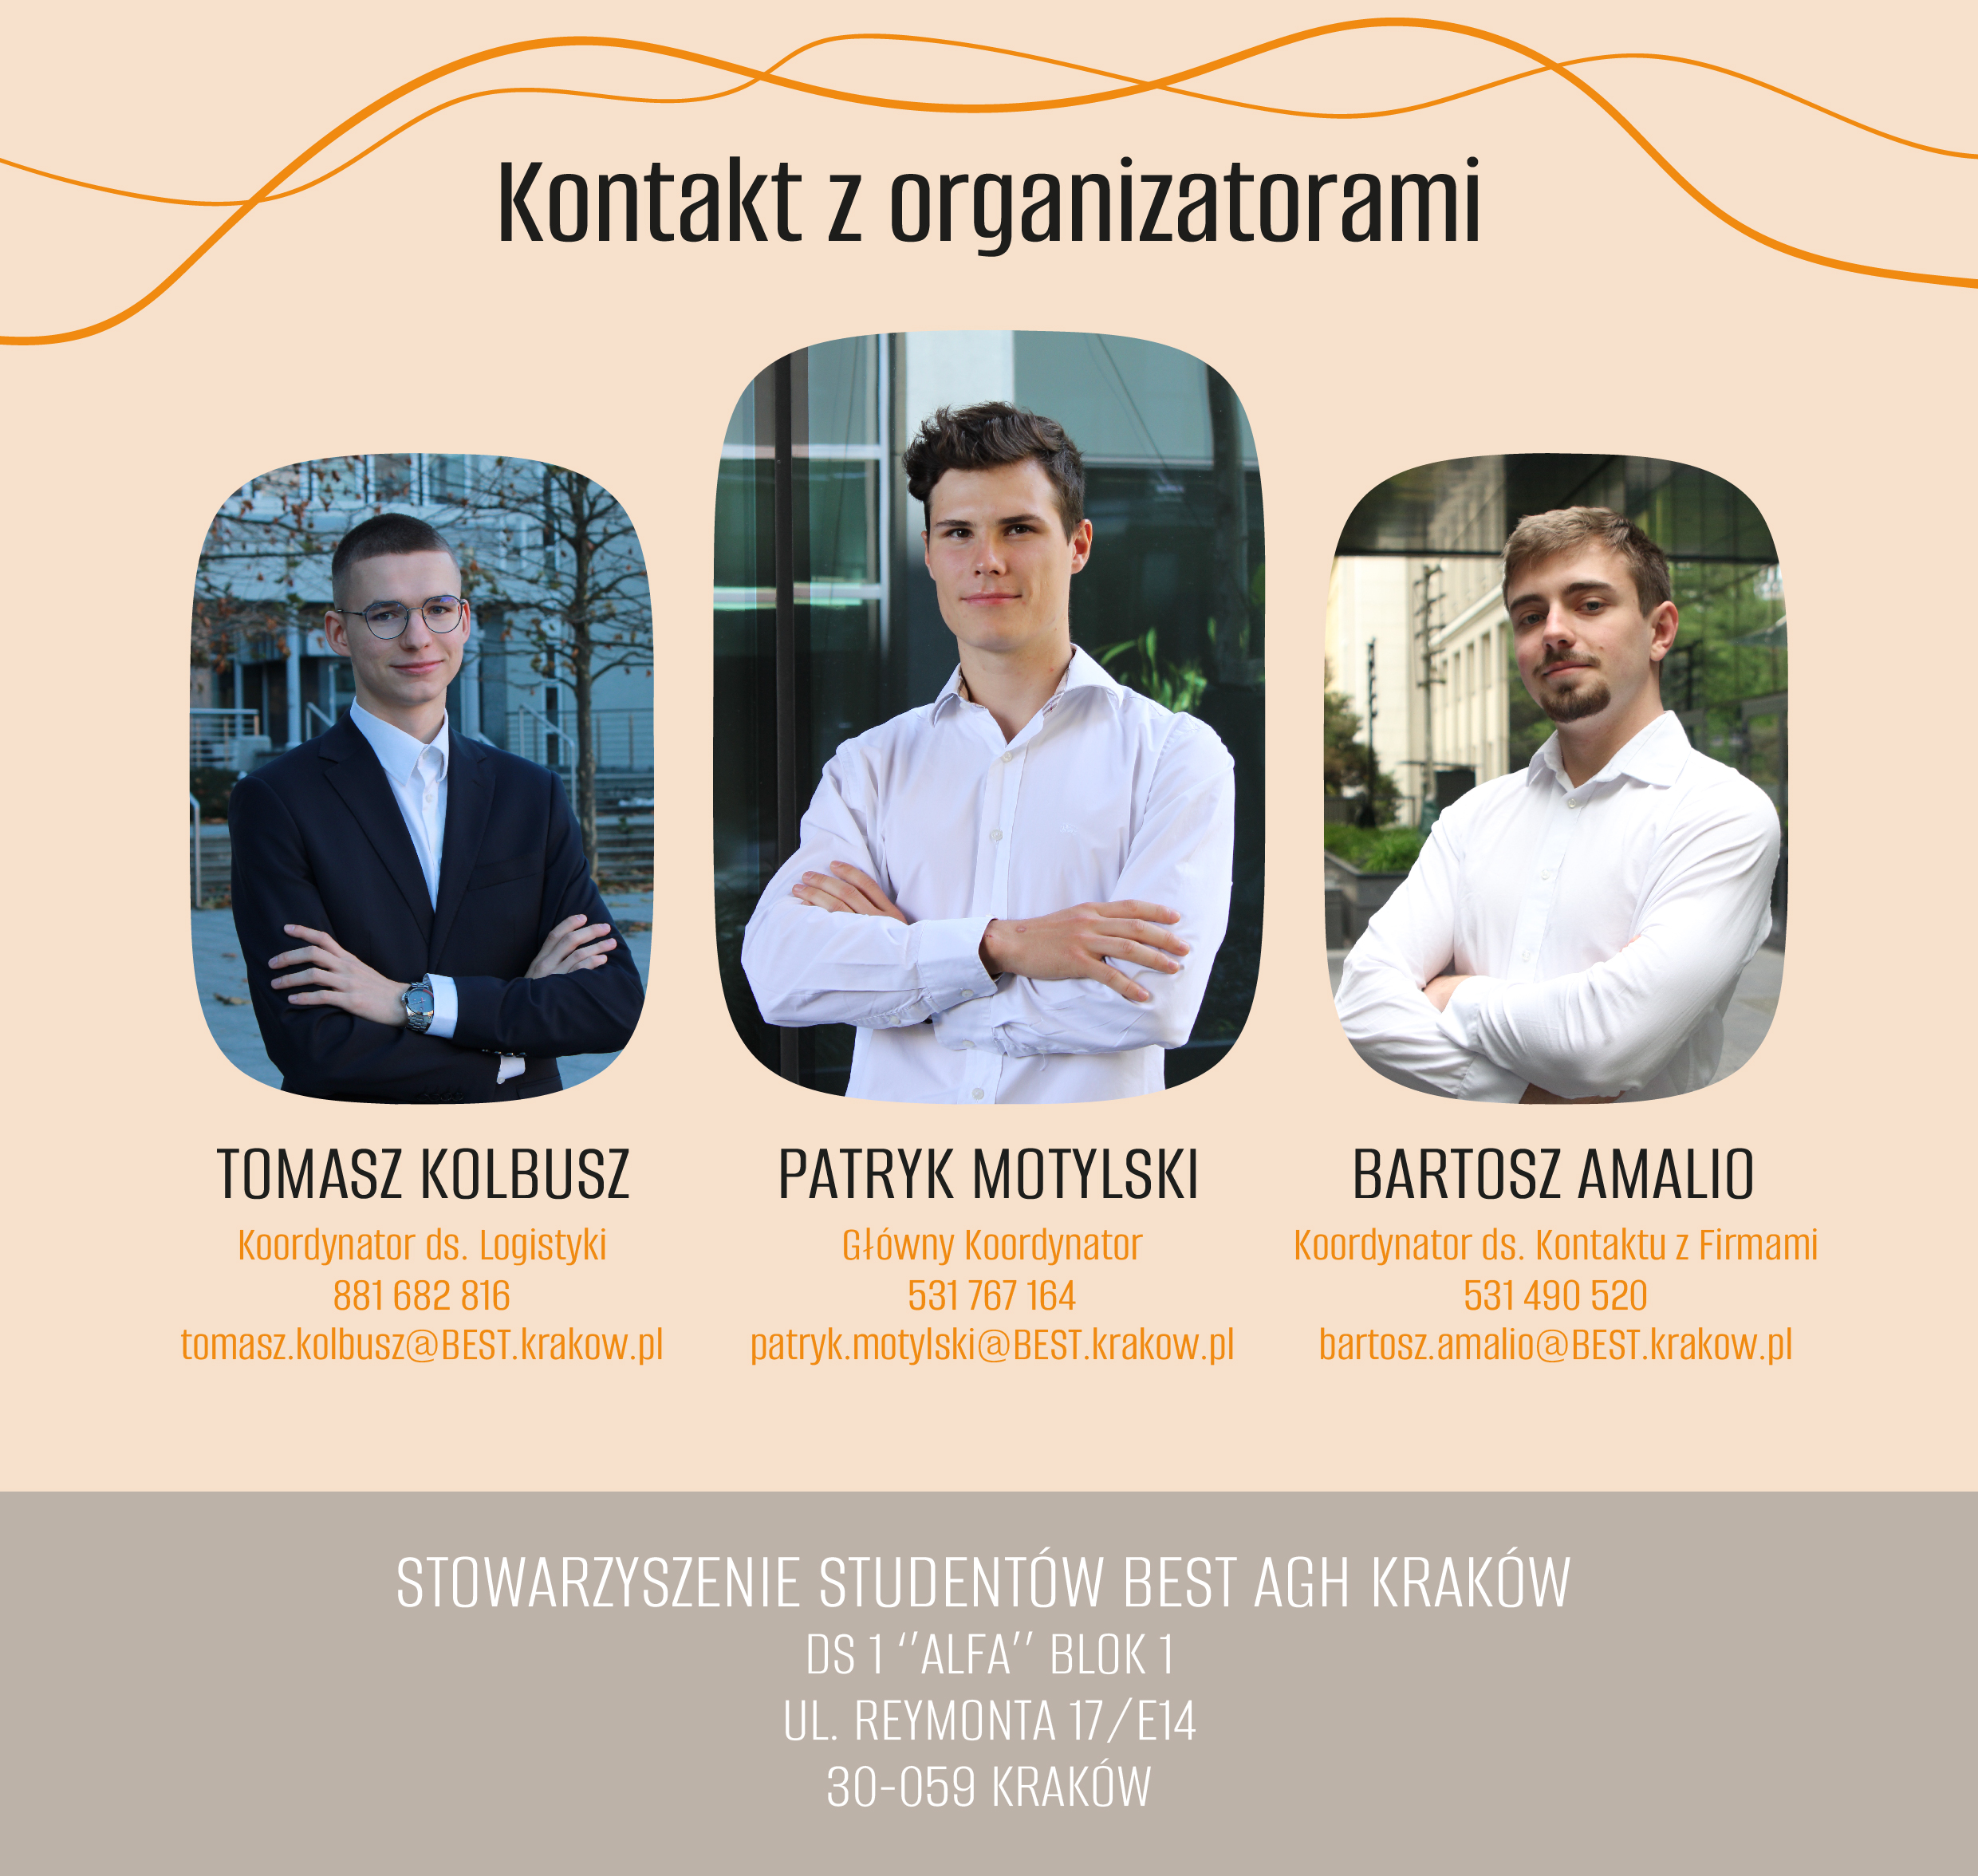 Kontakt z organizatorami
TOMASZ KOLBUSZ
Koordynator ds. Logistyki
881 682 816
tomasz.kolbusz@BEST.krakow.pl
PATRYK MOTYLSKI
Główny Koordynator
531 767 164
patryk.motylski@BEST.krakow.pl
BARTOSZ AMALIO
Koordynator ds. Kontaktu z Firmami
531 490 520
bartosz.amalio@BEST.krakow.pl
STOWARZYSZENIE STUDENTÓW BEST AGH KRAKÓW
DS 1 ‘’ALFA’’ BLOK 1
UL. REYMONTA 17/E14
30-059 KRAKÓW